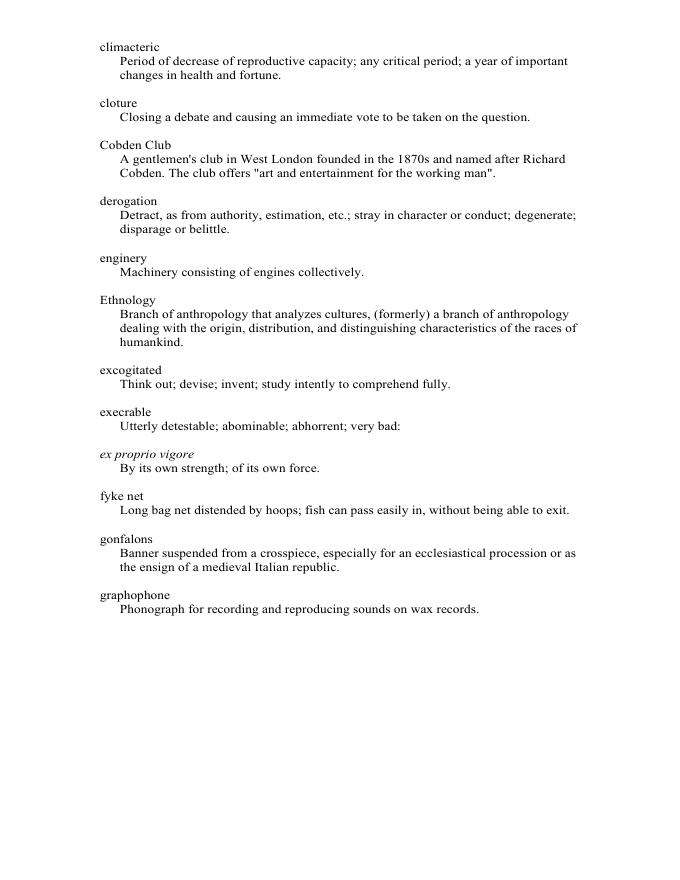 climacteric
Period of decrease of reproductive capacity; any critical period; a year of important
changes in health and fortune.
cloture
Closing a debate and causing an immediate vote to be taken on the question.
Cobden Club
A gentlemen's club in West London founded in the 1870s and named after Richard
Cobden. The club offers "art and entertainment for the working man".
derogation
Detract, as from authority, estimation, etc.; stray in character or conduct; degenerate;
disparage or belittle.
enginery
Machinery consisting of engines collectively.
Ethnology
Branch of anthropology that analyzes cultures, (formerly) a branch of anthropology
dealing with the origin, distribution, and distinguishing characteristics of the races of
humankind.
excogitated
Think out; devise; invent; study intently to comprehend fully.
execrable
Utterly detestable; abominable; abhorrent; very bad:
ex proprio vigore
By its own strength; of its own force.
fyke net
Long bag net distended by hoops; fish can pass easily in, without being able to exit.
gonfalons
Banner suspended from a crosspiece, especially for an ecclesiastical procession or as
the ensign of a medieval Italian republic.
graphophone
Phonograph for recording and reproducing sounds on wax records.